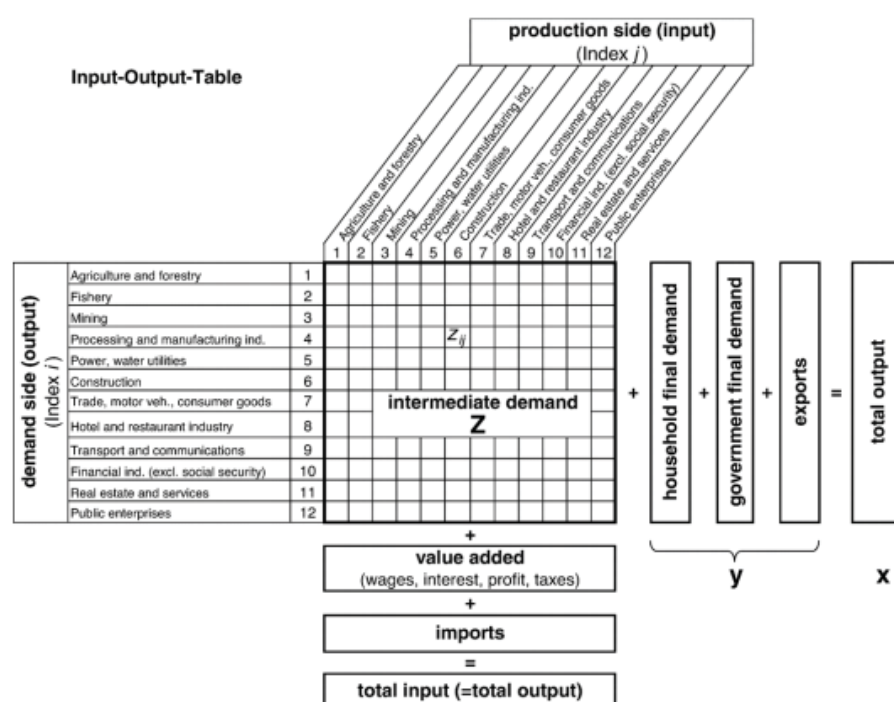 production side (input)
(Index j)
Input-Output-Table
Agriculture and forestry
Fishery
Mining
Processing and manufacturing ind.
Power, water utilities
Construction
Trade, motor veh., consumer goods
Hotel and restaurant industry
Transport and communications
Financial ind. (excl. social security)
Real estate and services
Public enterprises
1 2 3 4 5 6 7 8 9 10 11 12
demand side (output)
(Index i)
Agriculture and forestry 1
Fishery 2
Mining 3
Processing and manufacturing ind. 4
Power, water utilities 5
Construction 6
Trade, motor veh., consumer goods 7
Hotel and restaurant industry 8
Transport and communications 9
Financial ind. (excl. social security) 10
Real estate and services 11
Public enterprises 12
zij
intermediate demand
Z
+
household final demand
+
government final demand
+
exports
=
total output
y
x
+
value added
(wages, interest, profit, taxes)
+
imports
=
total input (=total output)